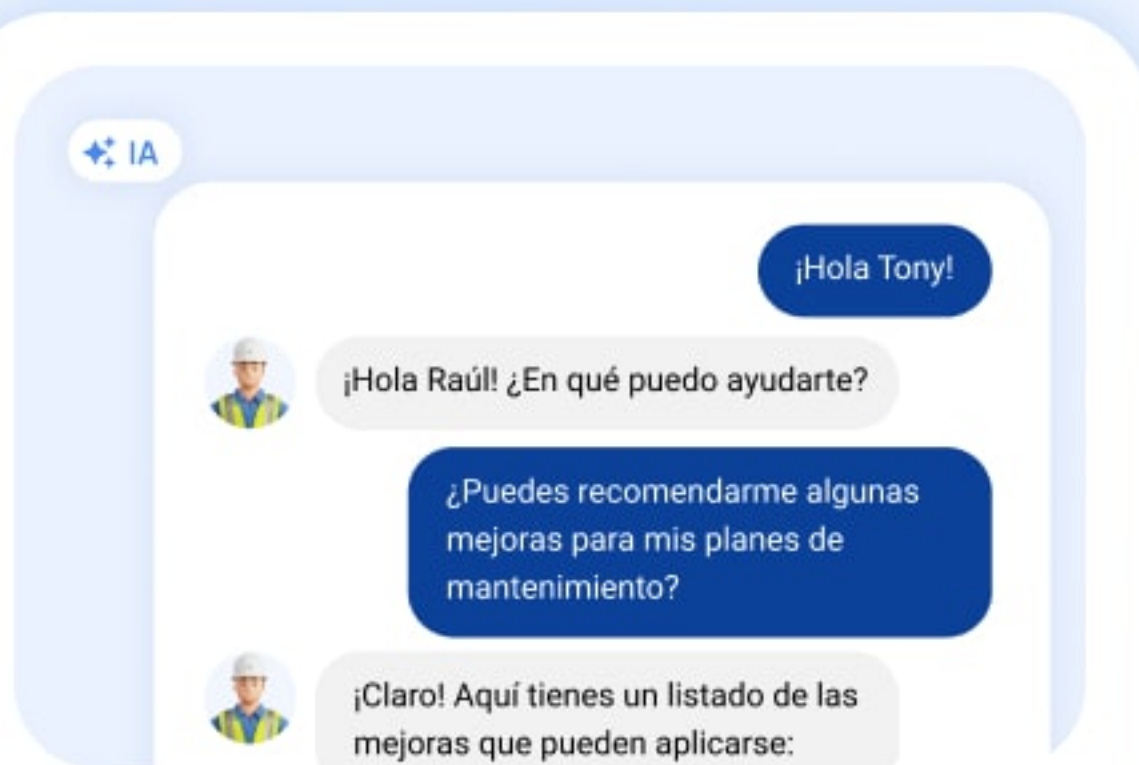 IA
¡Hola Tony!
¡Hola Raúl! ¿En qué puedo ayudarte?
¿Puedes recomendarme algunas
mejoras para mis planes de
mantenimiento?
¡Claro! Aquí tienes un listado de las
mejoras que pueden aplicarse: